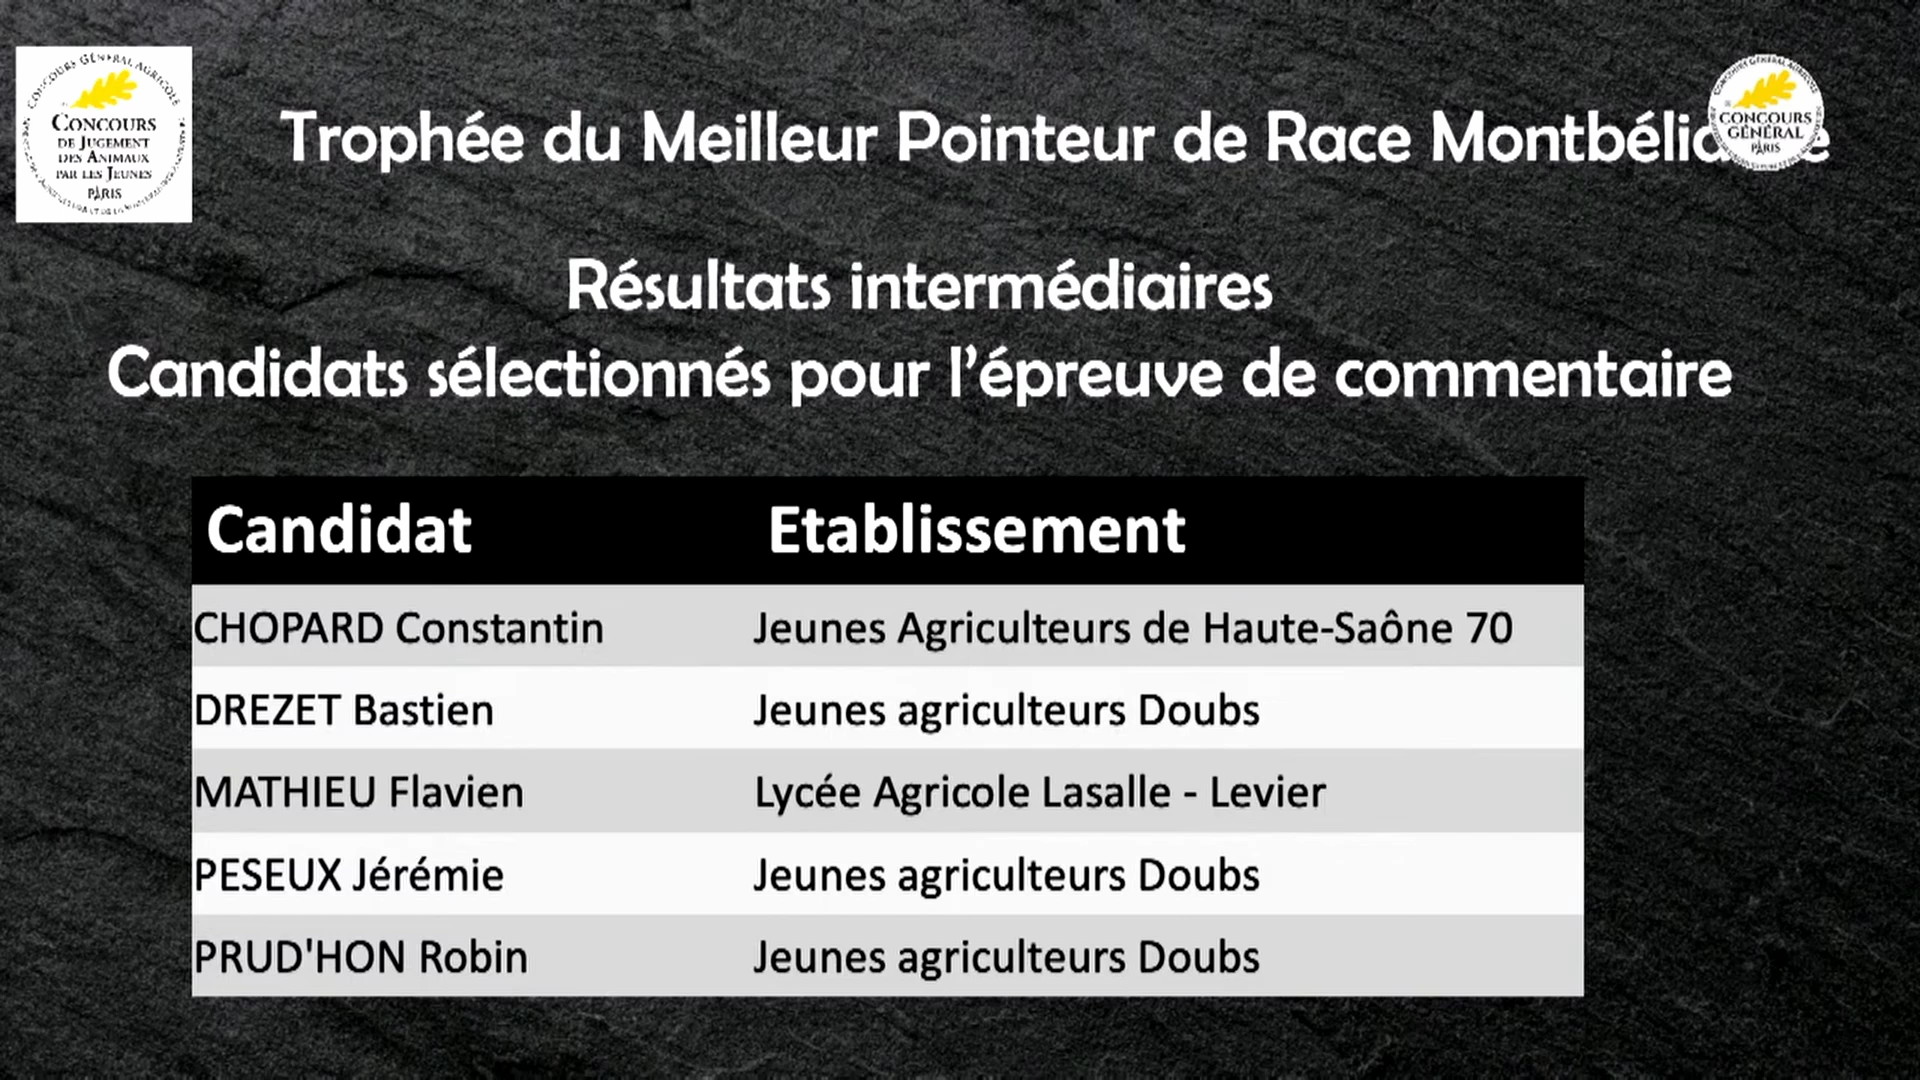 CONCOURS GÉNÉRAL AGRICOLE
CONCOURS
DE JUGEMENT
DES ANIMAUX
PAR LES JEUNES
PARIS
Trophée du Meilleur Pointeur de Race
CONCOURS
GÉNÉRAL
PARIS
Résultats intermédiaires
Candidats sélectionnés pour l’épreuve de commentaire
Candidat Etablissement
CHOPARD Constantin Jeunes Agriculteurs de Haute-Saône 70
DREZET Bastien Jeunes agriculteurs Doubs
MATHIEU Flavien Lycée Agricole Lasalle - Levier
PESEUX Jérémie Jeunes agriculteurs Doubs
PRUD'HON Robin Jeunes agriculteurs Doubs